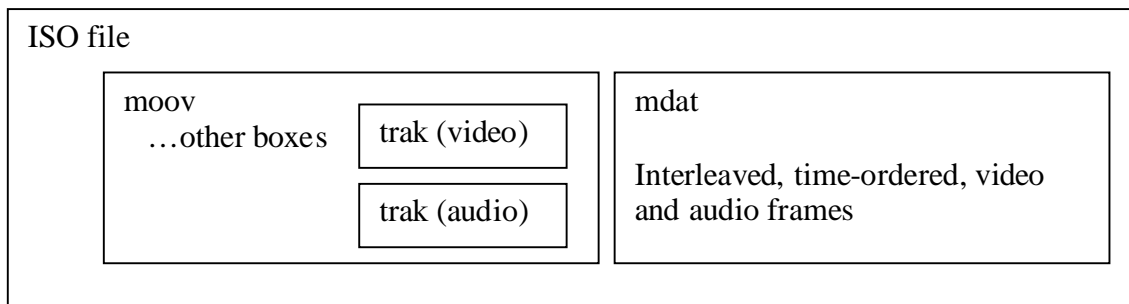 ISO file
moov
…other boxes
trak (video)
trak (audio)
mdat
Interleaved, time-ordered, video
and audio frames